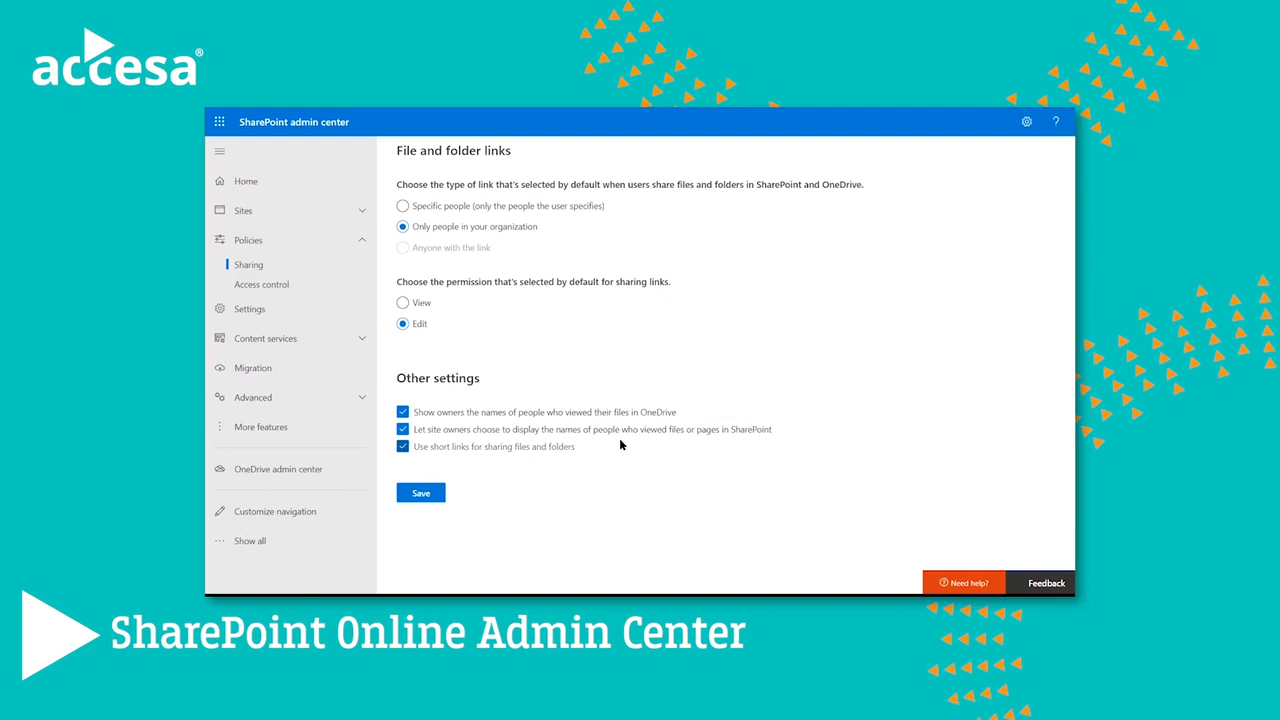 accesa®
SharePoint admin center
?
Home
Sites
Policies
Sharing
Access control
Settings
Content services
Migration
Advanced
More features
OneDrive admin center
Customize navigation
Show all
File and folder links
Choose the type of link that's selected by default when users share files and folders in SharePoint and OneDrive.
Specific people (only the people the user specifies)
Only people in your organization
Anyone with the link
Choose the permission that's selected by default for sharing links.
View
Edit
Other settings
Show owners the names of people who viewed their files in OneDrive
Let site owners choose to display the names of people who viewed files or pages in SharePoint
Use short links for sharing files and folders
Save
Need help?
Feedback
SharePoint Online Admin Center